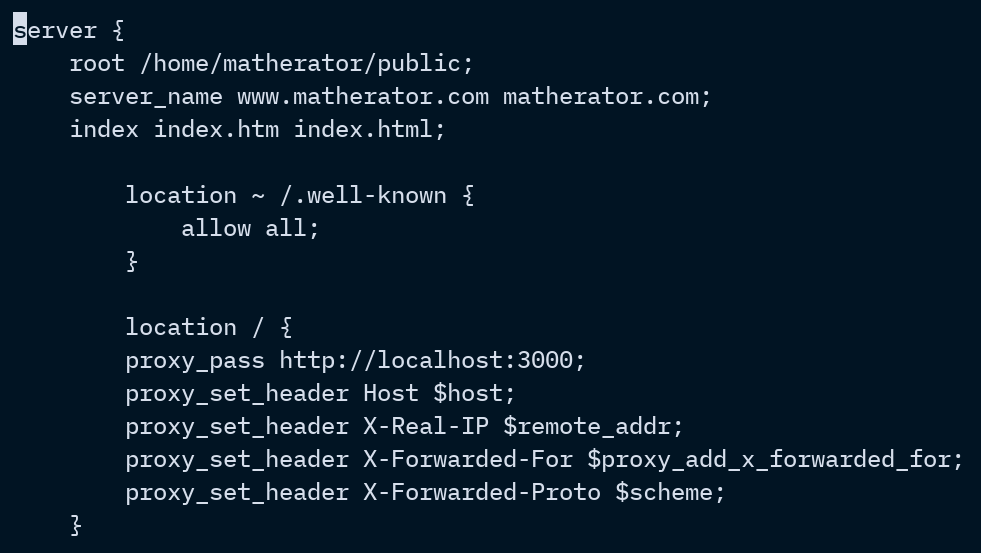 server {
    root /home/matherator/public;
    server_name www.matherator.com matherator.com;
    index index.htm index.html;

        location ~ /.well-known {
            allow all;
        }

        location / {
        proxy_pass http://localhost:3000;
        proxy_set_header Host $host;
        proxy_set_header X-Real-IP $remote_addr;
        proxy_set_header X-Forwarded-For $proxy_add_x_forwarded_for;
        proxy_set_header X-Forwarded-Proto $scheme;
    }